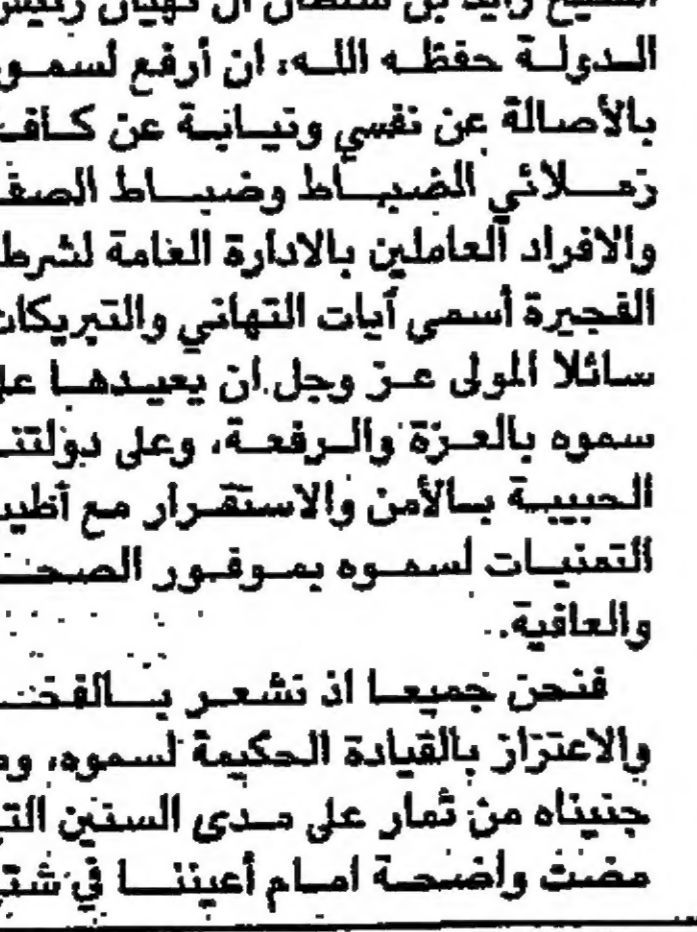 الشيخ زايد بن سلطان آل نهيان رئيس
الدولة حفظه الله، ان أرفع لسمو
بالأصالة عن نفسي ونيابة عن كافة
زملائي الضباط وضباط الصف
والافراد العاملين بالادارة العامة لشرطة
الفجيرة أسمى آيات التهاني والتبريكات
سائلا المولى عز وجل ان يعيدها على
سموه بالعزة والرفعة، وعلى دولتنا
الحبيبة بالأمن والاستقرار مع أطيب
التمنيات لسموه بموفور الصحة
والعافية.
فنحن جميعا اذ نشعر بالفخر
والاعتزاز بالقيادة الحكيمة لسموه، وما
جنيناه من ثمار على مدى السنين التي
مضت واضحة امام أعيننا في شتى